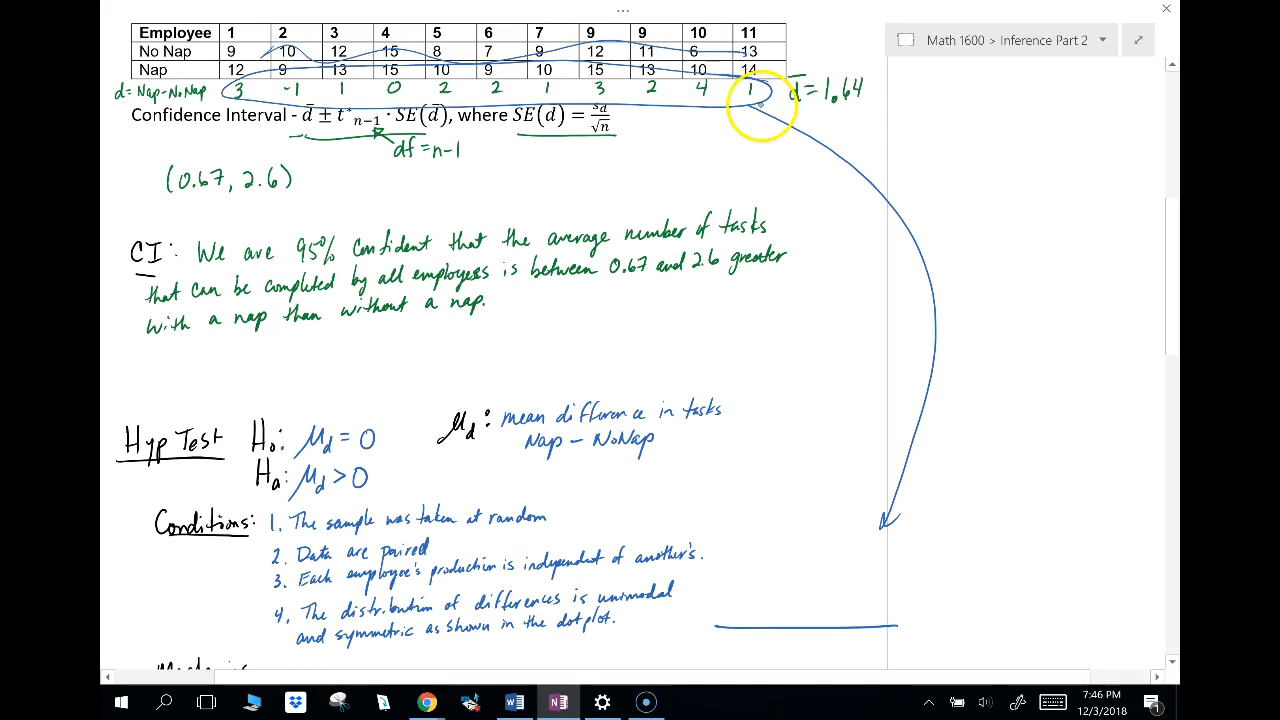 Math 1600 > Inference Part 2
Employee 1 2 3 4 5 6 7 9 9 10 11
No Nap 9 10 12 15 8 7 9 12 11 6 13
Nap 12 9 13 15 10 9 10 15 13 10 14
d = Nap - NoNap 3 -1 1 0 2 2 1 3 2 4 1 d̄ = 1.64
Confidence Interval - d̄ ± t*n−1 · SE(d̄), where SE(d̄) = sd/√n
df = n-1
(0.67, 2.6)
CI: We are 95% confident that the average number of tasks
that can be completed by all employees is between 0.67 and 2.6 greater
with a nap than without a nap.
Hyp Test H₀: μd = 0
μd: mean difference in tasks
Nap - NoNap
Ha: μd > 0
Conditions: 1. The sample was taken at random
2. Data are paired
3. Each employee's production is independent of another's.
4. The distribution of differences is unimodal
and symmetric as shown in the dotplot.
7:46 PM
12/3/2018